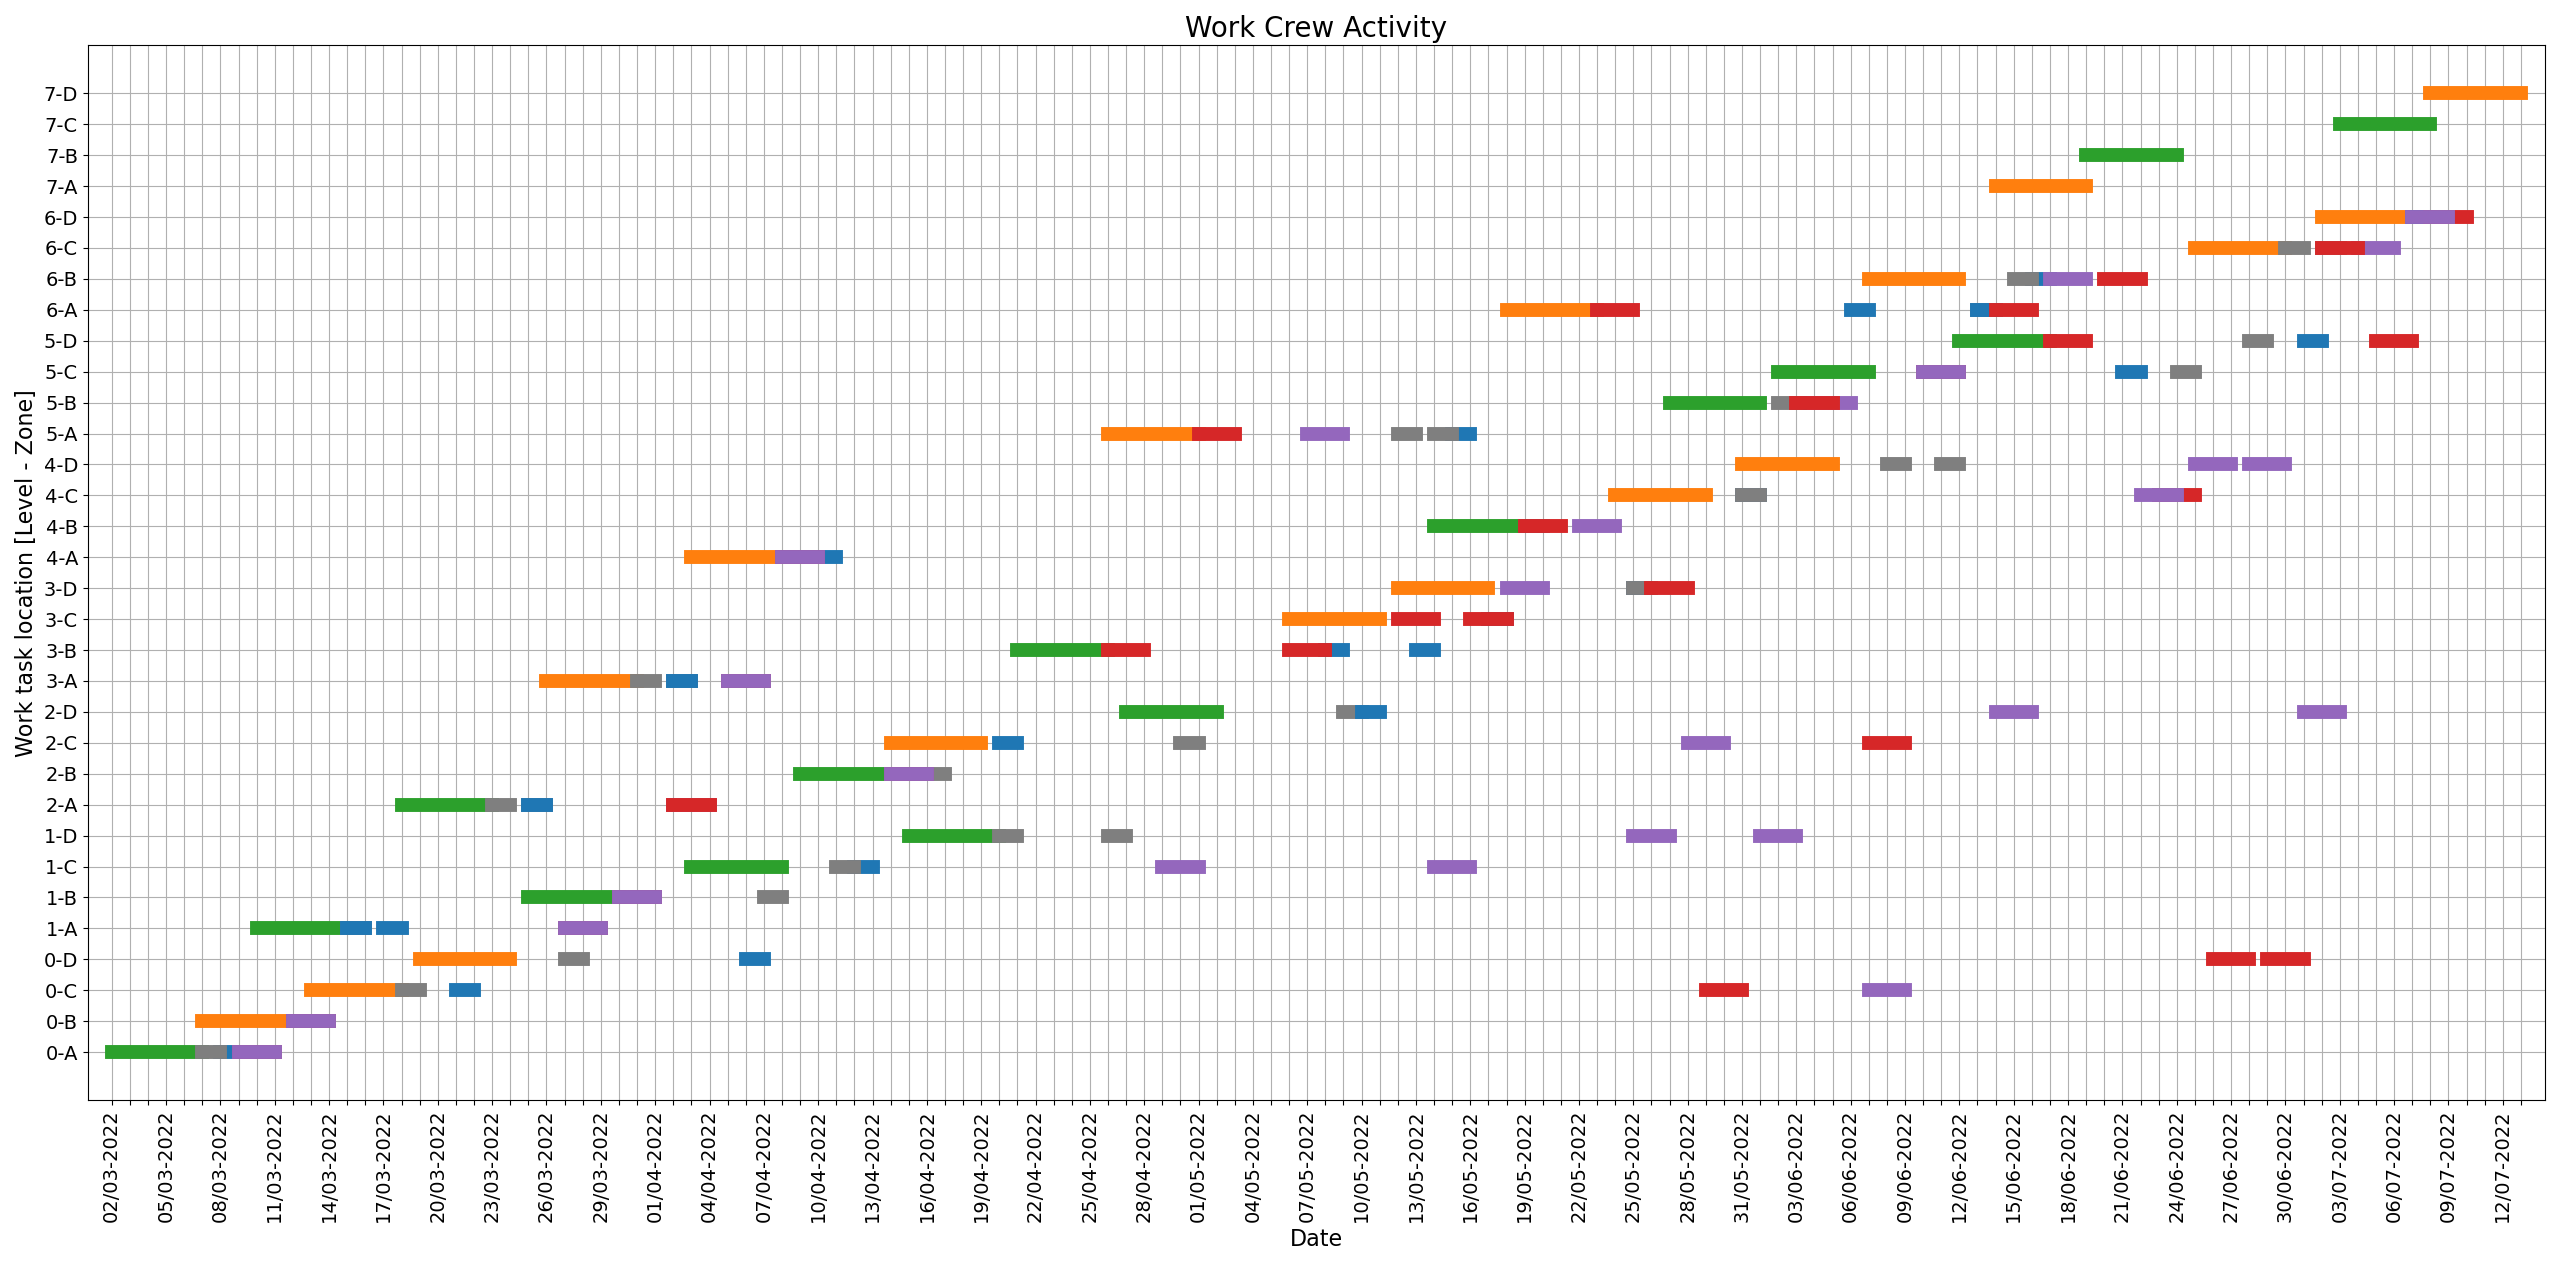 Work Crew Activity
Work task location [Level - Zone]
7-D
7-C
7-B
7-A
6-D
6-C
6-B
6-A
5-D
5-C
5-B
5-A
4-D
4-C
4-B
4-A
3-D
3-C
3-B
3-A
2-D
2-C
2-B
2-A
1-D
1-C
1-B
1-A
0-D
0-C
0-B
0-A
02/03-2022
05/03-2022
08/03-2022
11/03-2022
14/03-2022
17/03-2022
20/03-2022
23/03-2022
26/03-2022
29/03-2022
01/04-2022
04/04-2022
07/04-2022
10/04-2022
13/04-2022
16/04-2022
19/04-2022
22/04-2022
25/04-2022
28/04-2022
01/05-2022
04/05-2022
07/05-2022
10/05-2022
13/05-2022
16/05-2022
19/05-2022
22/05-2022
25/05-2022
28/05-2022
31/05-2022
03/06-2022
06/06-2022
09/06-2022
12/06-2022
15/06-2022
18/06-2022
21/06-2022
24/06-2022
27/06-2022
30/06-2022
03/07-2022
06/07-2022
09/07-2022
12/07-2022
Date